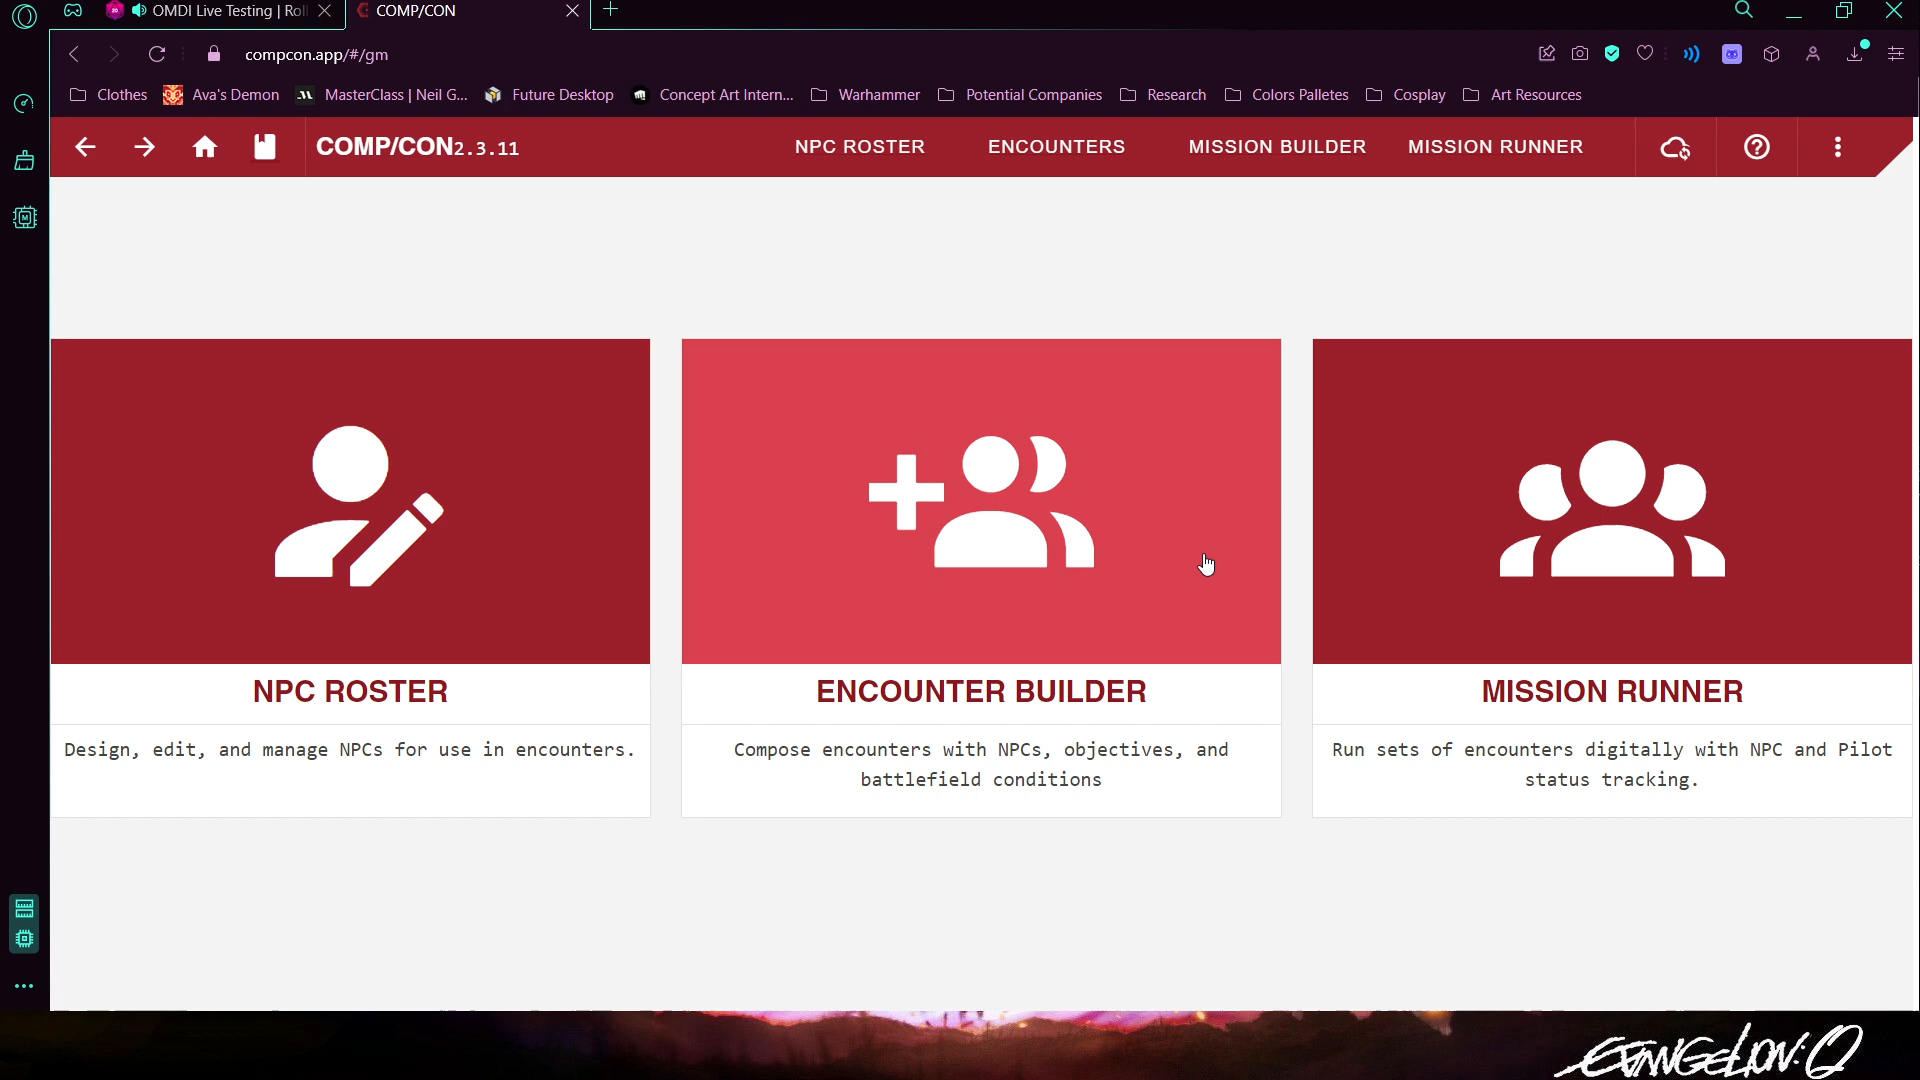 OMDI Live Testing | Roll
COMP/CON
compcon.app/#/gm
Clothes
Ava's Demon
MasterClass | Neil G...
Future Desktop
Concept Art Intern...
Warhammer
Potential Companies
Research
Colors Palletes
Cosplay
Art Resources
COMP/CON2.3.11
NPC ROSTER
ENCOUNTERS
MISSION BUILDER
MISSION RUNNER
NPC ROSTER
Design, edit, and manage NPCs for use in encounters.
ENCOUNTER BUILDER
Compose encounters with NPCs, objectives, and
battlefield conditions
MISSION RUNNER
Run sets of encounters digitally with NPC and Pilot
status tracking.
EVANGELION:Q